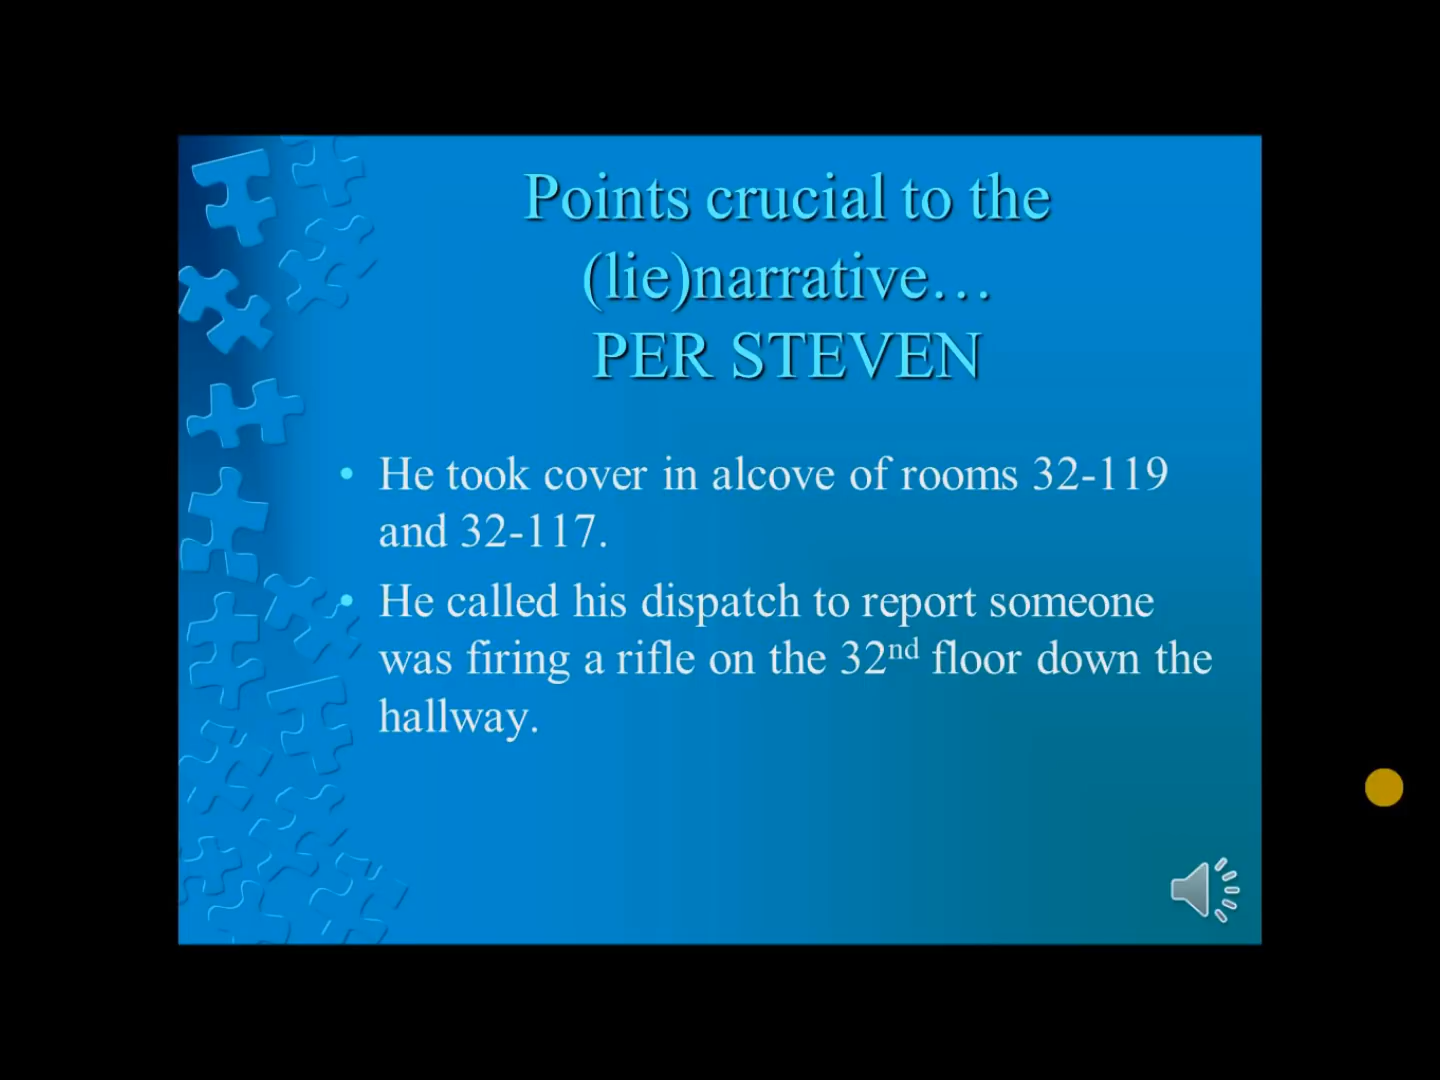 Points crucial to the
(lie)narrative…
PER STEVEN
• He took cover in alcove of rooms 32-119
and 32-117.
• He called his dispatch to report someone
was firing a rifle on the 32nd floor down the
hallway.